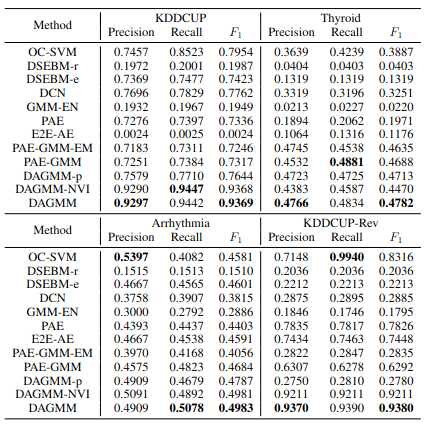 Method KDDCUP Thyroid
Precision Recall F1 Precision Recall F1
OC-SVM 0.7457 0.8523 0.7954 0.3639 0.4239 0.3887
DSEBM-r 0.1972 0.2001 0.1987 0.0404 0.0403 0.0403
DSEBM-e 0.7369 0.7477 0.7423 0.1319 0.1319 0.1319
DCN 0.7696 0.7829 0.7762 0.3319 0.3196 0.3251
GMM-EN 0.1932 0.1967 0.1949 0.0213 0.0227 0.0220
PAE 0.7276 0.7397 0.7336 0.1894 0.2062 0.1971
E2E-AE 0.0024 0.0025 0.0024 0.1064 0.1316 0.1176
PAE-GMM-EM 0.7183 0.7311 0.7246 0.4745 0.4538 0.4635
PAE-GMM 0.7251 0.7384 0.7317 0.4532 0.4881 0.4688
DAGMM-p 0.7579 0.7710 0.7644 0.4723 0.4725 0.4713
DAGMM-NVI 0.9290 0.9447 0.9368 0.4383 0.4587 0.4470
DAGMM 0.9297 0.9442 0.9369 0.4766 0.4834 0.4782
Method Arrhythmia KDDCUP-Rev
Precision Recall F1 Precision Recall F1
OC-SVM 0.5397 0.4082 0.4581 0.7148 0.9940 0.8316
DSEBM-r 0.1515 0.1513 0.1510 0.2036 0.2036 0.2036
DSEBM-e 0.4667 0.4565 0.4601 0.2212 0.2213 0.2213
DCN 0.3758 0.3907 0.3815 0.2875 0.2895 0.2885
GMM-EN 0.3000 0.2792 0.2886 0.1846 0.1746 0.1795
PAE 0.4393 0.4437 0.4403 0.7835 0.7817 0.7826
E2E-AE 0.4667 0.4538 0.4591 0.7434 0.7463 0.7448
PAE-GMM-EM 0.3970 0.4168 0.4056 0.2822 0.2847 0.2835
PAE-GMM 0.4575 0.4823 0.4684 0.6307 0.6278 0.6292
DAGMM-p 0.4909 0.4679 0.4787 0.2750 0.2810 0.2780
DAGMM-NVI 0.5091 0.4892 0.4981 0.9211 0.9211 0.9211
DAGMM 0.4909 0.5078 0.4983 0.9370 0.9390 0.9380